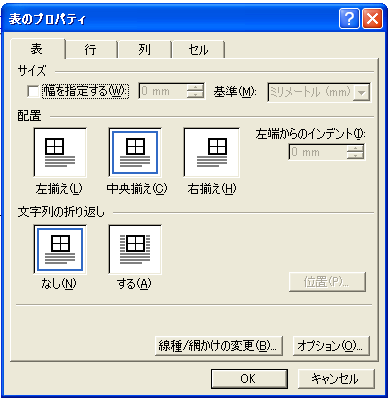 表のプロパティ
表 行 列 セル
サイズ
幅を指定する(W): 0 mm 基準(M): ミリメートル (mm)
配置
左端からのインデント(I):
0 mm
左揃え(L) 中央揃え(C) 右揃え(H)
文字列の折り返し
なし(N) する(A)
位置(P)...
線種/網かけの変更(B)... オプション(O)...
OK キャンセル